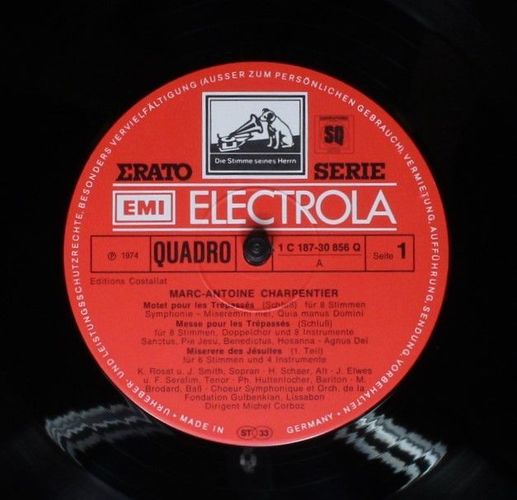 URHEBER- UND LEISTUNGSSCHUTZRECHTE, BESONDERS VERVIELFÄLTIGUNG (AUSSER ZUM PERSÖNLICHEN GEBRAUCH), VERMIETUNG, AUFFÜHRUNG, SENDUNG, VORBEHALTEN · MADE IN GERMANY ·
Die Stimme seines Herrn
SQ
ERATO SERIE
EMI ELECTROLA
℗ 1974 QUADRO 1 C 187-30 856 Q Seite 1
A
Editions Costallat
MARC-ANTOINE CHARPENTIER
Motet pour les Trépassés (Schluß) für 8 Stimmen
Symphonie - Miseremini mei, Quia manus Domini
Messe pour les Trépassés (Schluß)
für 8 Stimmen, Doppelchor und 8 Instrumente
Sanctus, Pie Jesu, Benedictus, Hosanna - Agnus Dei
Miserere des Jésuites (1. Teil)
für 6 Stimmen und 4 Instrumente
K. Rosat u. J. Smith, Sopran - H. Schaer, Alt - J. Elwes
u. F. Serafim, Tenor - Ph. Huttenlocher, Bariton - M.
Brodard, Baß - Choeur Symphonique et Orch. de la
Fondation Gulbenkian, Lissabon
Dirigent Michel Corboz
ST 33